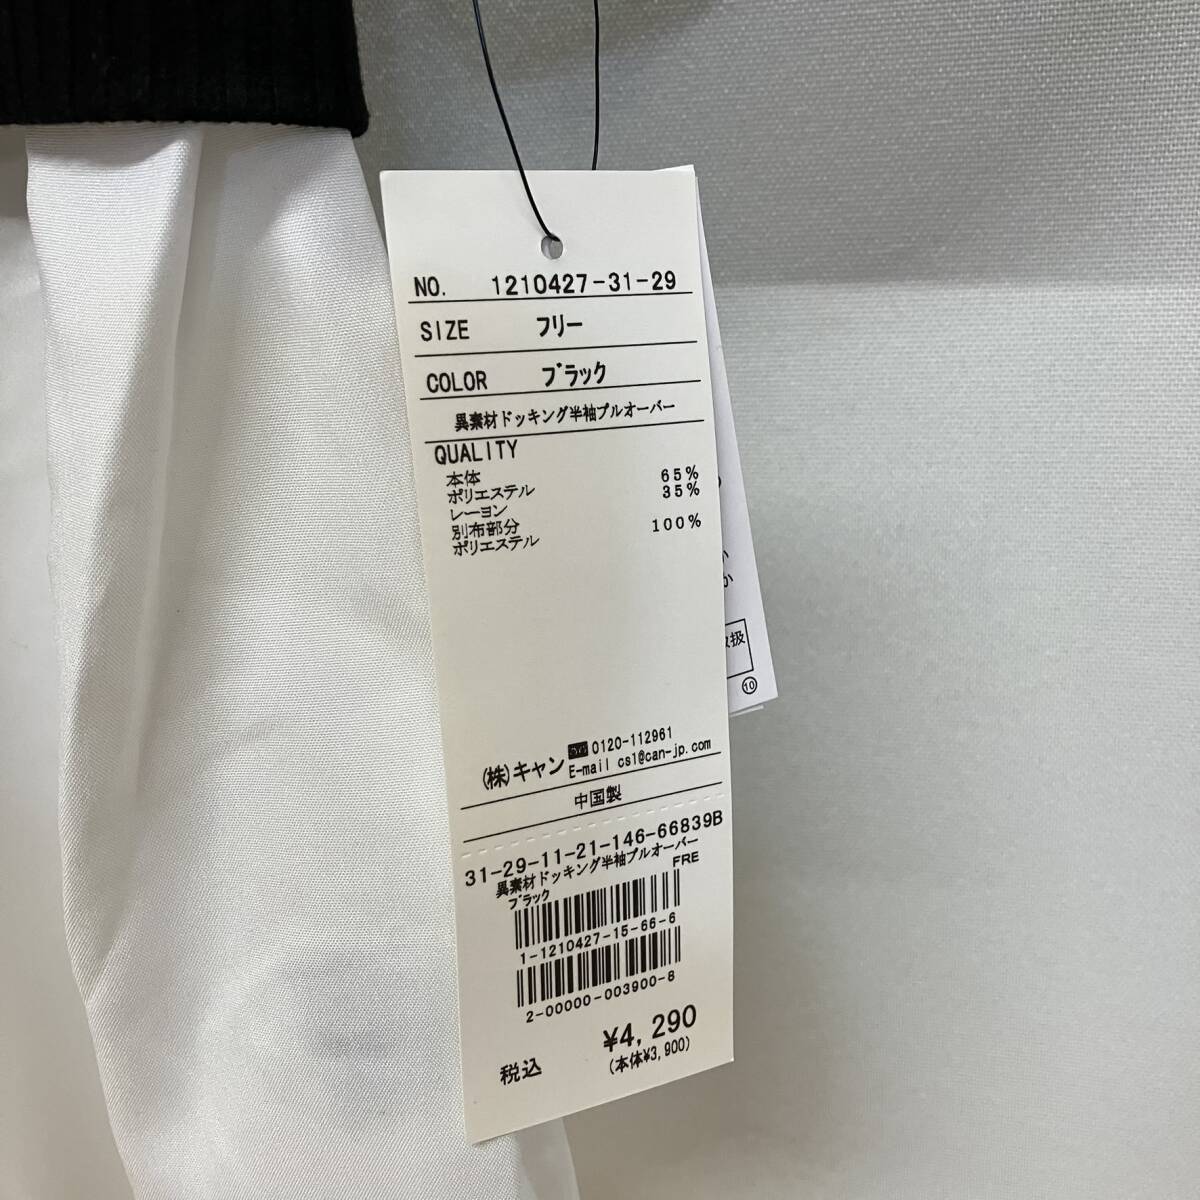 NO. 1210427-31-29
SIZE フリー
COLOR ブラック
異素材ドッキング半袖プルオーバー
QUALITY
本体
ポリエステル 65%
レーヨン 35%
別布部分
ポリエステル 100%
(株)キャン 0120-112961
E-mail cs1@can-jp.com
中国製
31-29-11-21-146-66839B
異素材ドッキング半袖プルオーバー
ブラック FRE
1-1210427-15-66-6
2-00000-003900-8
¥4,290
税込 (本体¥3,900)
か
扱
⑩